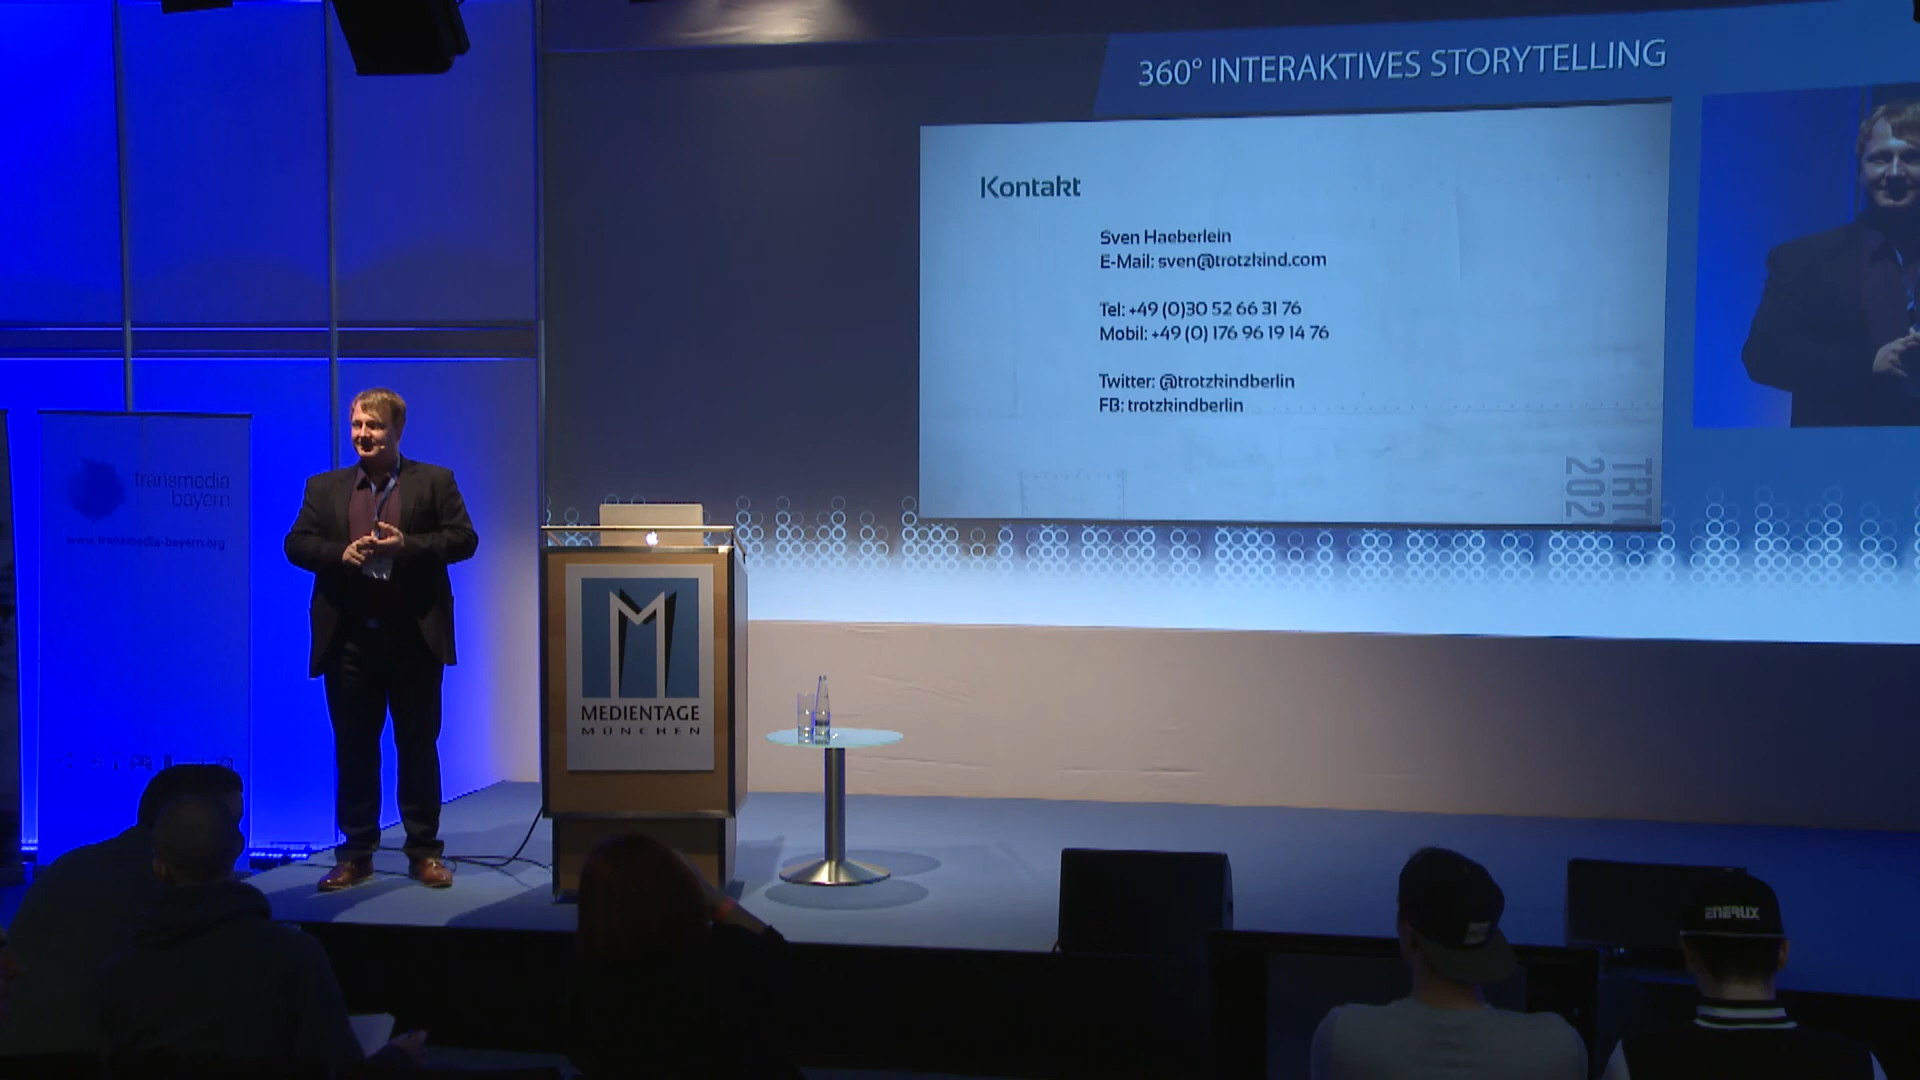 360° INTERAKTIVES STORYTELLING
Kontakt
Sven Haeberlein
E-Mail: sven@trotzkind.com
Tel: +49 (0)30 52 66 31 76
Mobil: +49 (0) 176 96 19 14 76
Twitter: @trotzkindberlin
FB: trotzkindberlin
transmedia
bayern
www.transmedia-bayern.org
M
MEDIENTAGE
MÜNCHEN